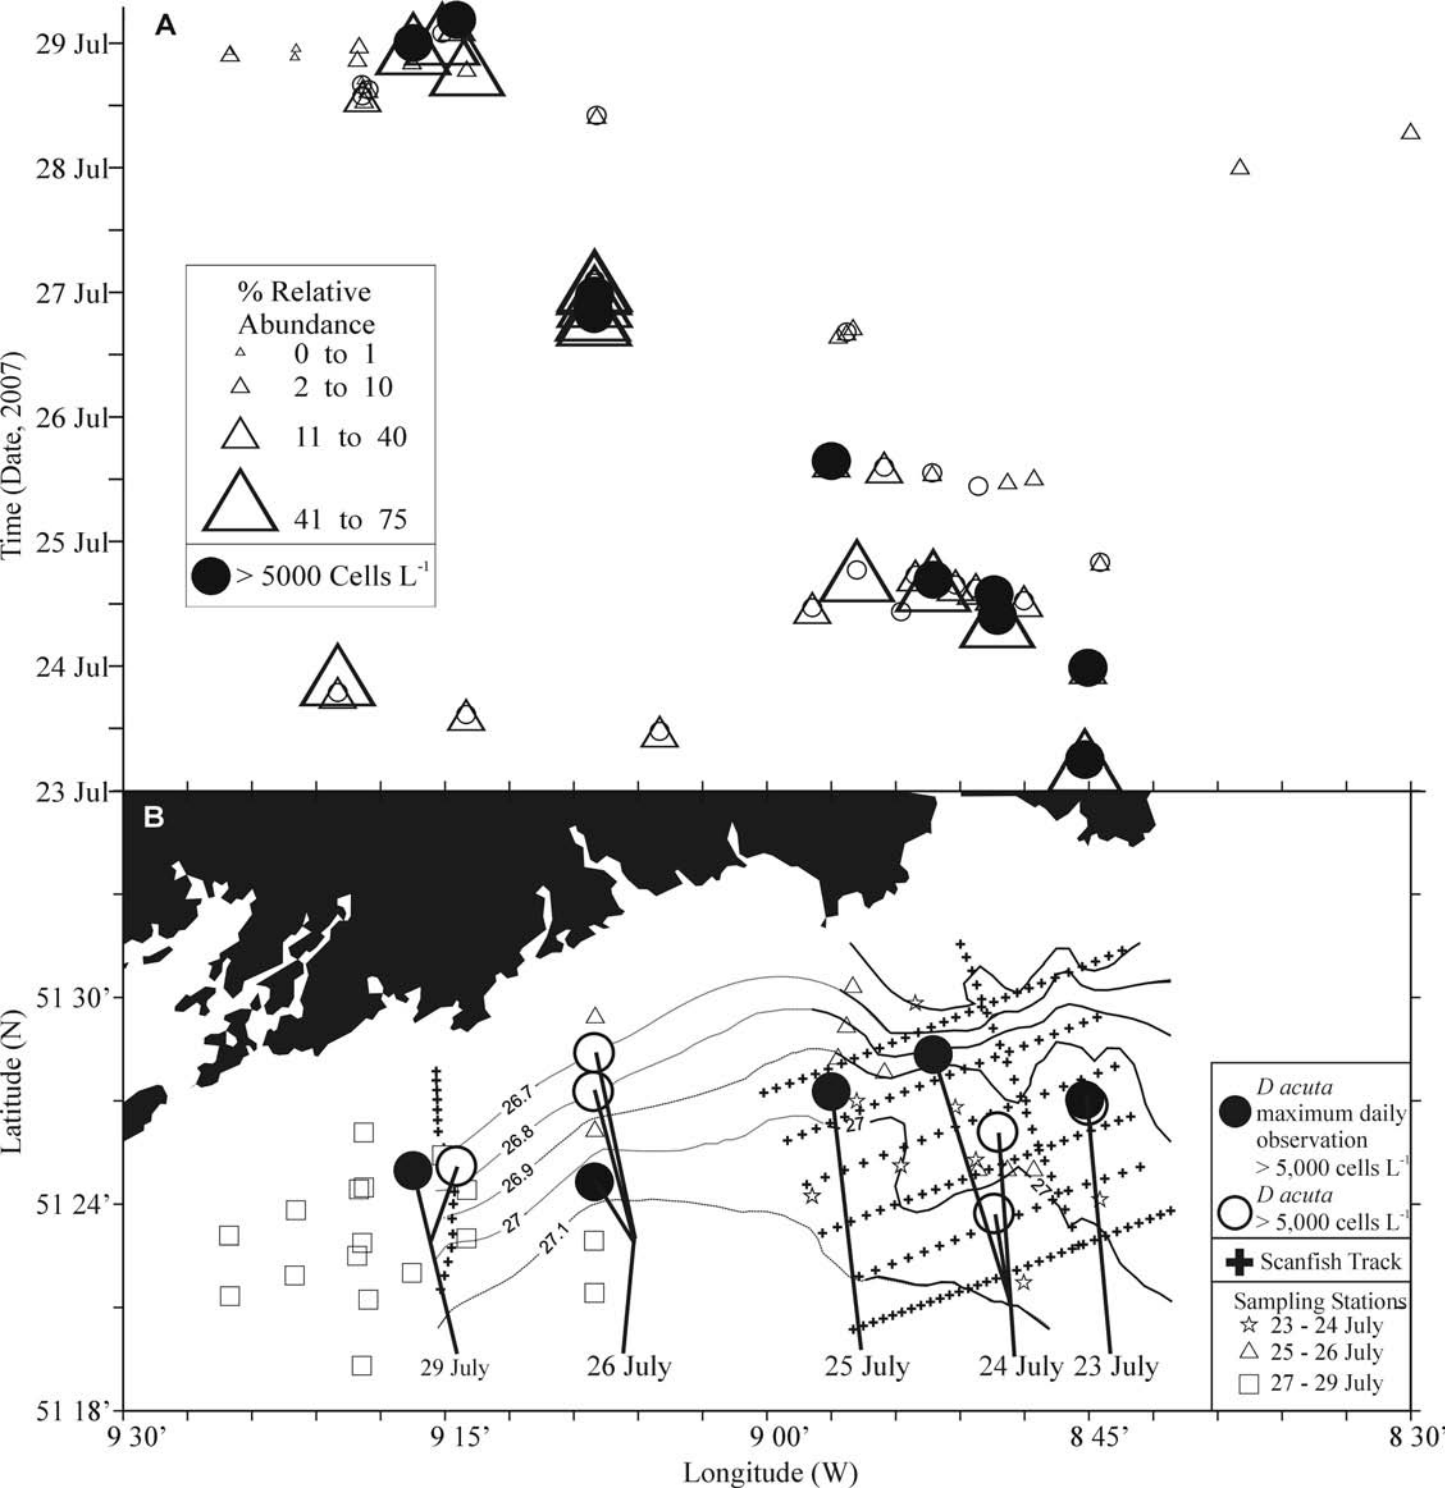 A
29 Jul
28 Jul
27 Jul
26 Jul
25 Jul
24 Jul
23 Jul
Time (Date, 2007)
% Relative
Abundance
0 to 1
2 to 10
11 to 40
41 to 75
> 5000 Cells L-1
B
51 30’
51 24’
51 18’
Latitude (N)
26.7
26.8
26.9
27
27.1
27
27
29 July
26 July
25 July
24 July
23 July
D acuta
maximum daily
observation
> 5,000 cells L-1
D acuta
> 5,000 cells L-1
Scanfish Track
Sampling Stations
23 - 24 July
25 - 26 July
27 - 29 July
9 30’
9 15’
9 00’
8 45’
8 30’
Longitude (W)